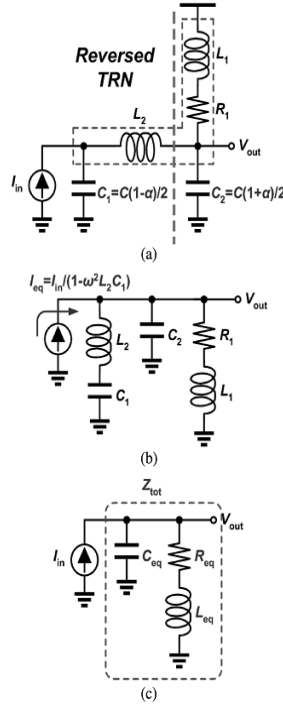 Reversed
TRN
L₁
L₂
R₁
Vout
Iin
C₁=C(1-α)/2
C₂=C(1+α)/2
(a)
Ieq=Iin/(1-ω²L₂C₁)
Vout
L₂
C₂
R₁
C₁
L₁
(b)
Ztot
Vout
Iin
Ceq
Req
Leq
(c)